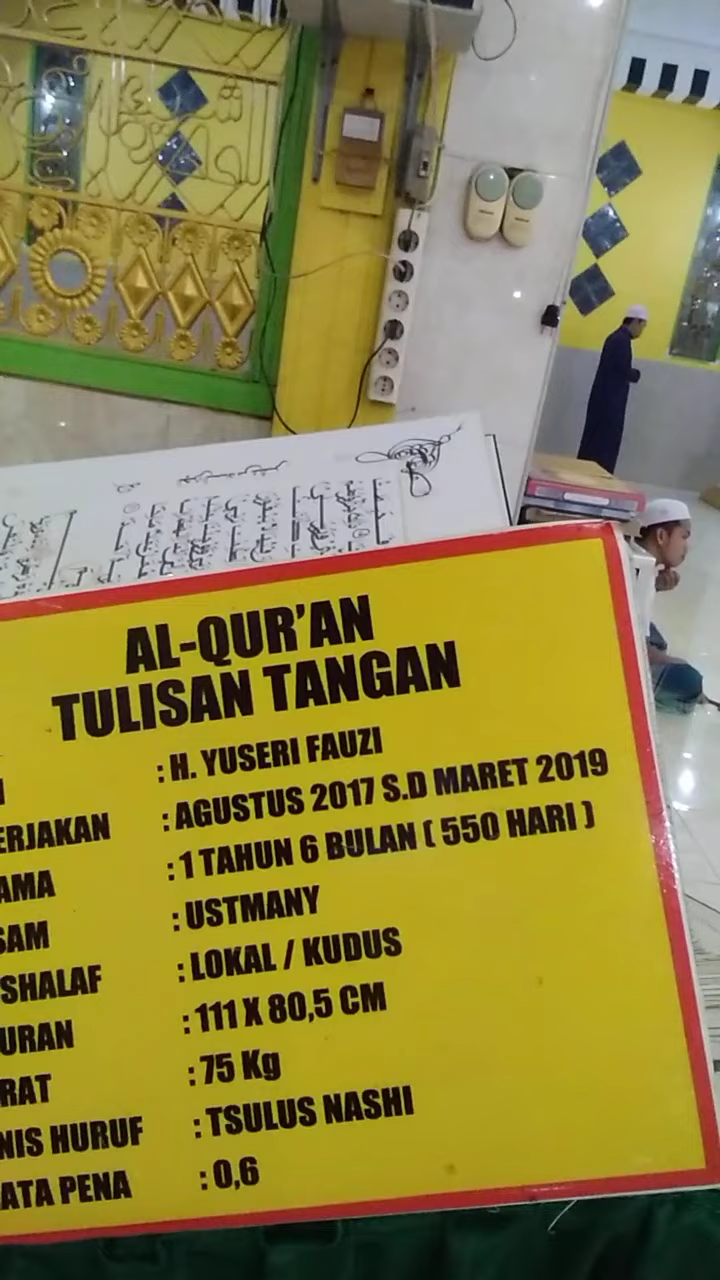 AL-QUR'AN
TULISAN TANGAN
: H. YUSERI FAUZI
ERJAKAN : AGUSTUS 2017 S.D MARET 2019
AMA : 1 TAHUN 6 BULAN ( 550 HARI )
SAM : USTMANY
SHALAF : LOKAL / KUDUS
URAN : 111 X 80,5 CM
RAT : 75 Kg
NIS HURUF : TSULUS NASHI
ATA PENA : 0,6